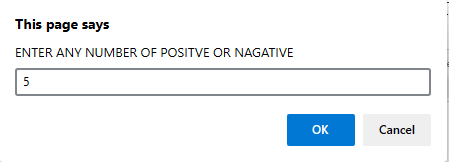 This page says
ENTER ANY NUMBER OF POSITVE OR NAGATIVE
5
OK Cancel